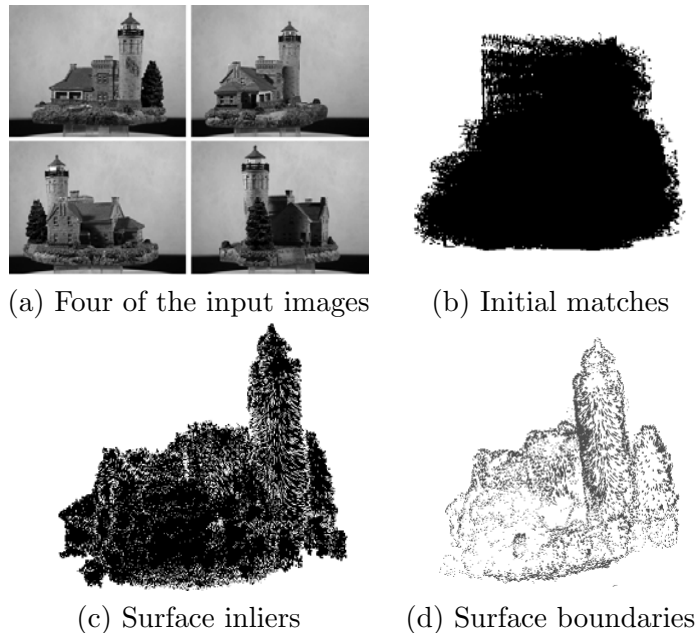 (a) Four of the input images
(b) Initial matches
(c) Surface inliers
(d) Surface boundaries